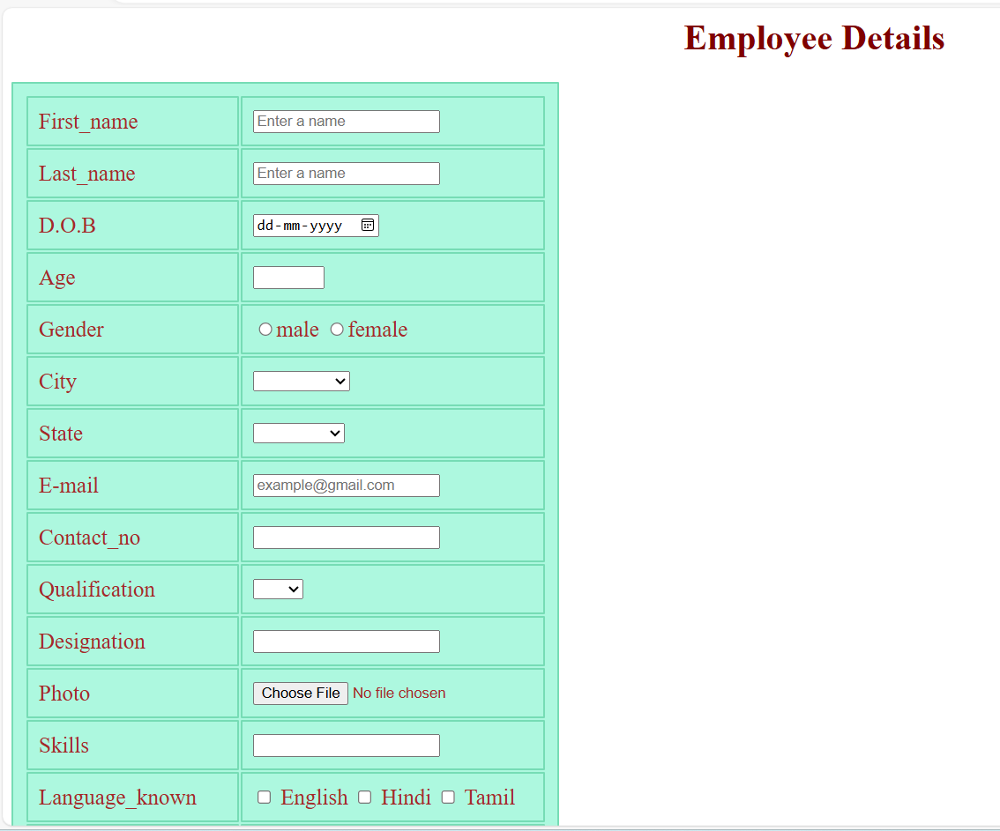 Employee Details
First_name Enter a name
Last_name Enter a name
D.O.B dd-mm-yyyy
Age
Gender male female
City
State
E-mail example@gmail.com
Contact_no
Qualification
Designation
Photo Choose File No file chosen
Skills
Language_known English Hindi Tamil